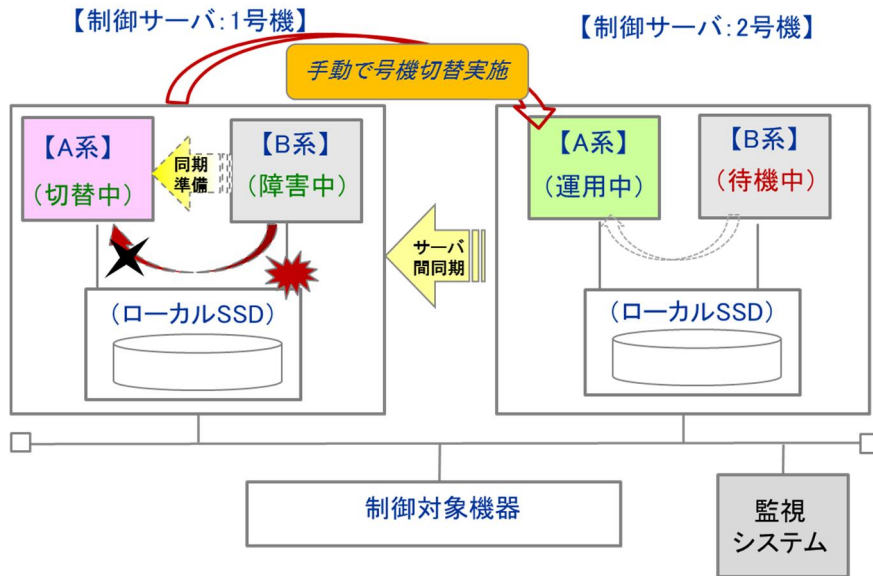 【制御サーバ:1号機】
【制御サーバ:2号機】
手動で号機切替実施
【A系】
(切替中)
同期
準備
【B系】
(障害中)
(ローカルSSD)
サーバ
間同期
【A系】
(運用中)
【B系】
(待機中)
(ローカルSSD)
制御対象機器
監視
システム